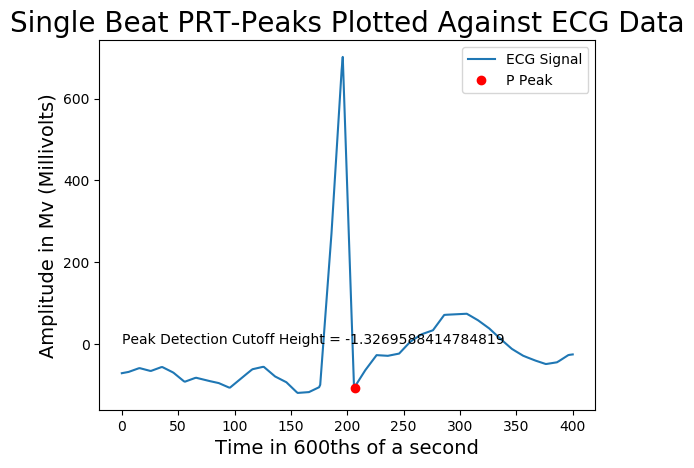 Single Beat PRT-Peaks Plotted Against ECG Data
ECG Signal
P Peak
Amplitude in Mv (Millivolts)
600
400
200
0
Peak Detection Cutoff Height = -1.3269588414784819
0 50 100 150 200 250 300 350 400
Time in 600ths of a second